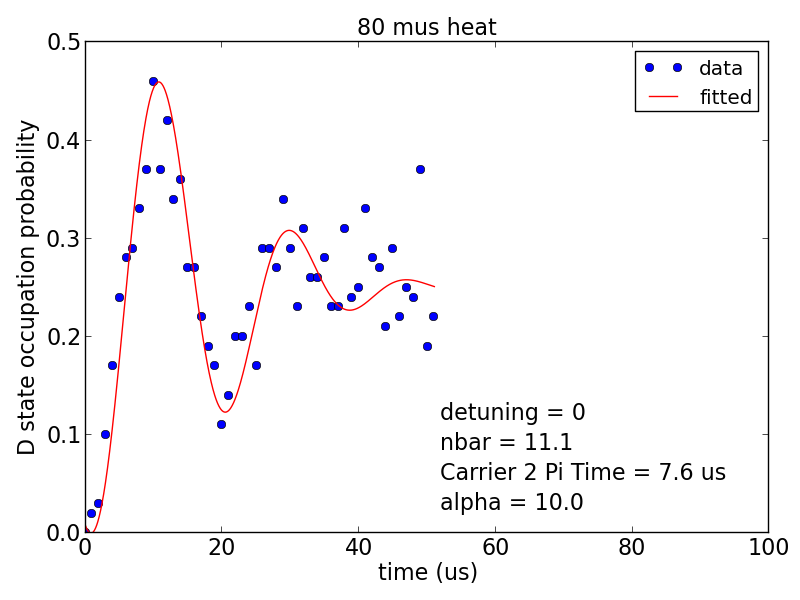 80 mus heat
data
fitted
D state occupation probability
0.5
0.4
0.3
0.2
0.1
0.0
detuning = 0
nbar = 11.1
Carrier 2 Pi Time = 7.6 us
alpha = 10.0
0 20 40 60 80 100
time (us)